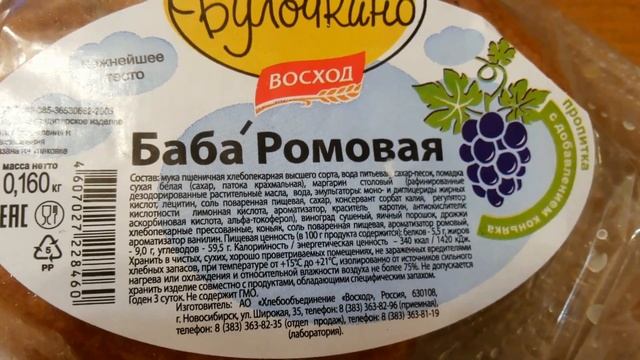 Булочкино
нежнейшее
тесто
ВОСХОД
Баба Ромовая
пропитка
с добавлением коньяка
масса нетто
0,160 кг
ЕАС
5
PP
4607027122846
Состав: мука пшеничная хлебопекарная высшего сорта, вода питьевая, сахар-песок, помадка
сухая белая (сахар, патока крахмальная), маргарин столовый (рафинированные
дезодорированные растительные масла, вода, эмульгаторы: моно- и диглицериды жирных
кислот, лецитин, соль поваренная пищевая, сахар, консервант сорбат калия, регулятор
кислотности лимонная кислота, ароматизатор, краситель каротин, антиокислители
аскорбиновая кислота, альфа-токоферол), виноград сушеный, яичный порошок, дрожжи
хлебопекарные прессованные, коньяк, соль поваренная пищевая, ароматизатор ромовый,
ароматизатор ванилин. Пищевая ценность (в 100 г продукта содержится): белков - 5,5 г, жиров
- 9,0 г, углеводов - 59,5 г. Калорийность / энергетическая ценность - 340 ккал / 1420 кДж.
Хранить в чистых, сухих, хорошо проветриваемых помещениях, не зараженных вредителями
хлебных запасов, при температуре от +15°С до +21°С, изолированно от источников сильного
нагрева или охлаждения и относительной влажности воздуха не более 75%. Не допускается
хранить изделие совместно с продуктами, обладающими специфическим запахом.
Годен 3 суток. Не содержит ГМО.
Изготовитель: АО «Хлебообъединение «Восход», Россия, 630108,
г. Новосибирск, ул. Широкая, 35, телефон: 8 (383) 363-82-96 (приемная),
телефон: 8 (383) 363-82-35 (отдел продаж), телефон: 8 (383) 363-81-19
(лаборатория).